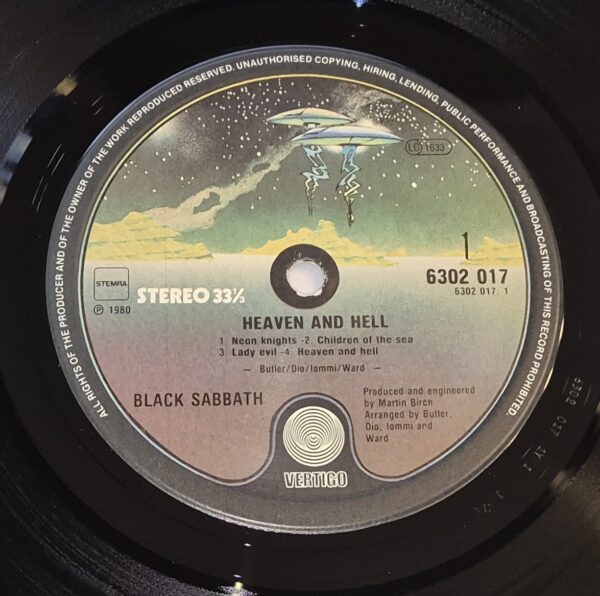 ALL RIGHTS OF THE PRODUCER AND OF THE OWNER OF THE WORK REPRODUCED RESERVED. UNAUTHORISED COPYING, HIRING, LENDING, PUBLIC PERFORMANCE AND BROADCASTING OF THIS RECORD PROHIBITED.
LC 1633
1
STEMRA
STEREO 33⅓
6302 017
6302 017. 1
℗ 1980
HEAVEN AND HELL
1. Neon knights -2. Children of the sea
3. Lady evil -4. Heaven and hell
— Butler/Dio/Iommi/Ward —
BLACK SABBATH
Produced and engineered
by Martin Birch
Arranged by Butler,
Dio, Iommi and
Ward
VERTIGO